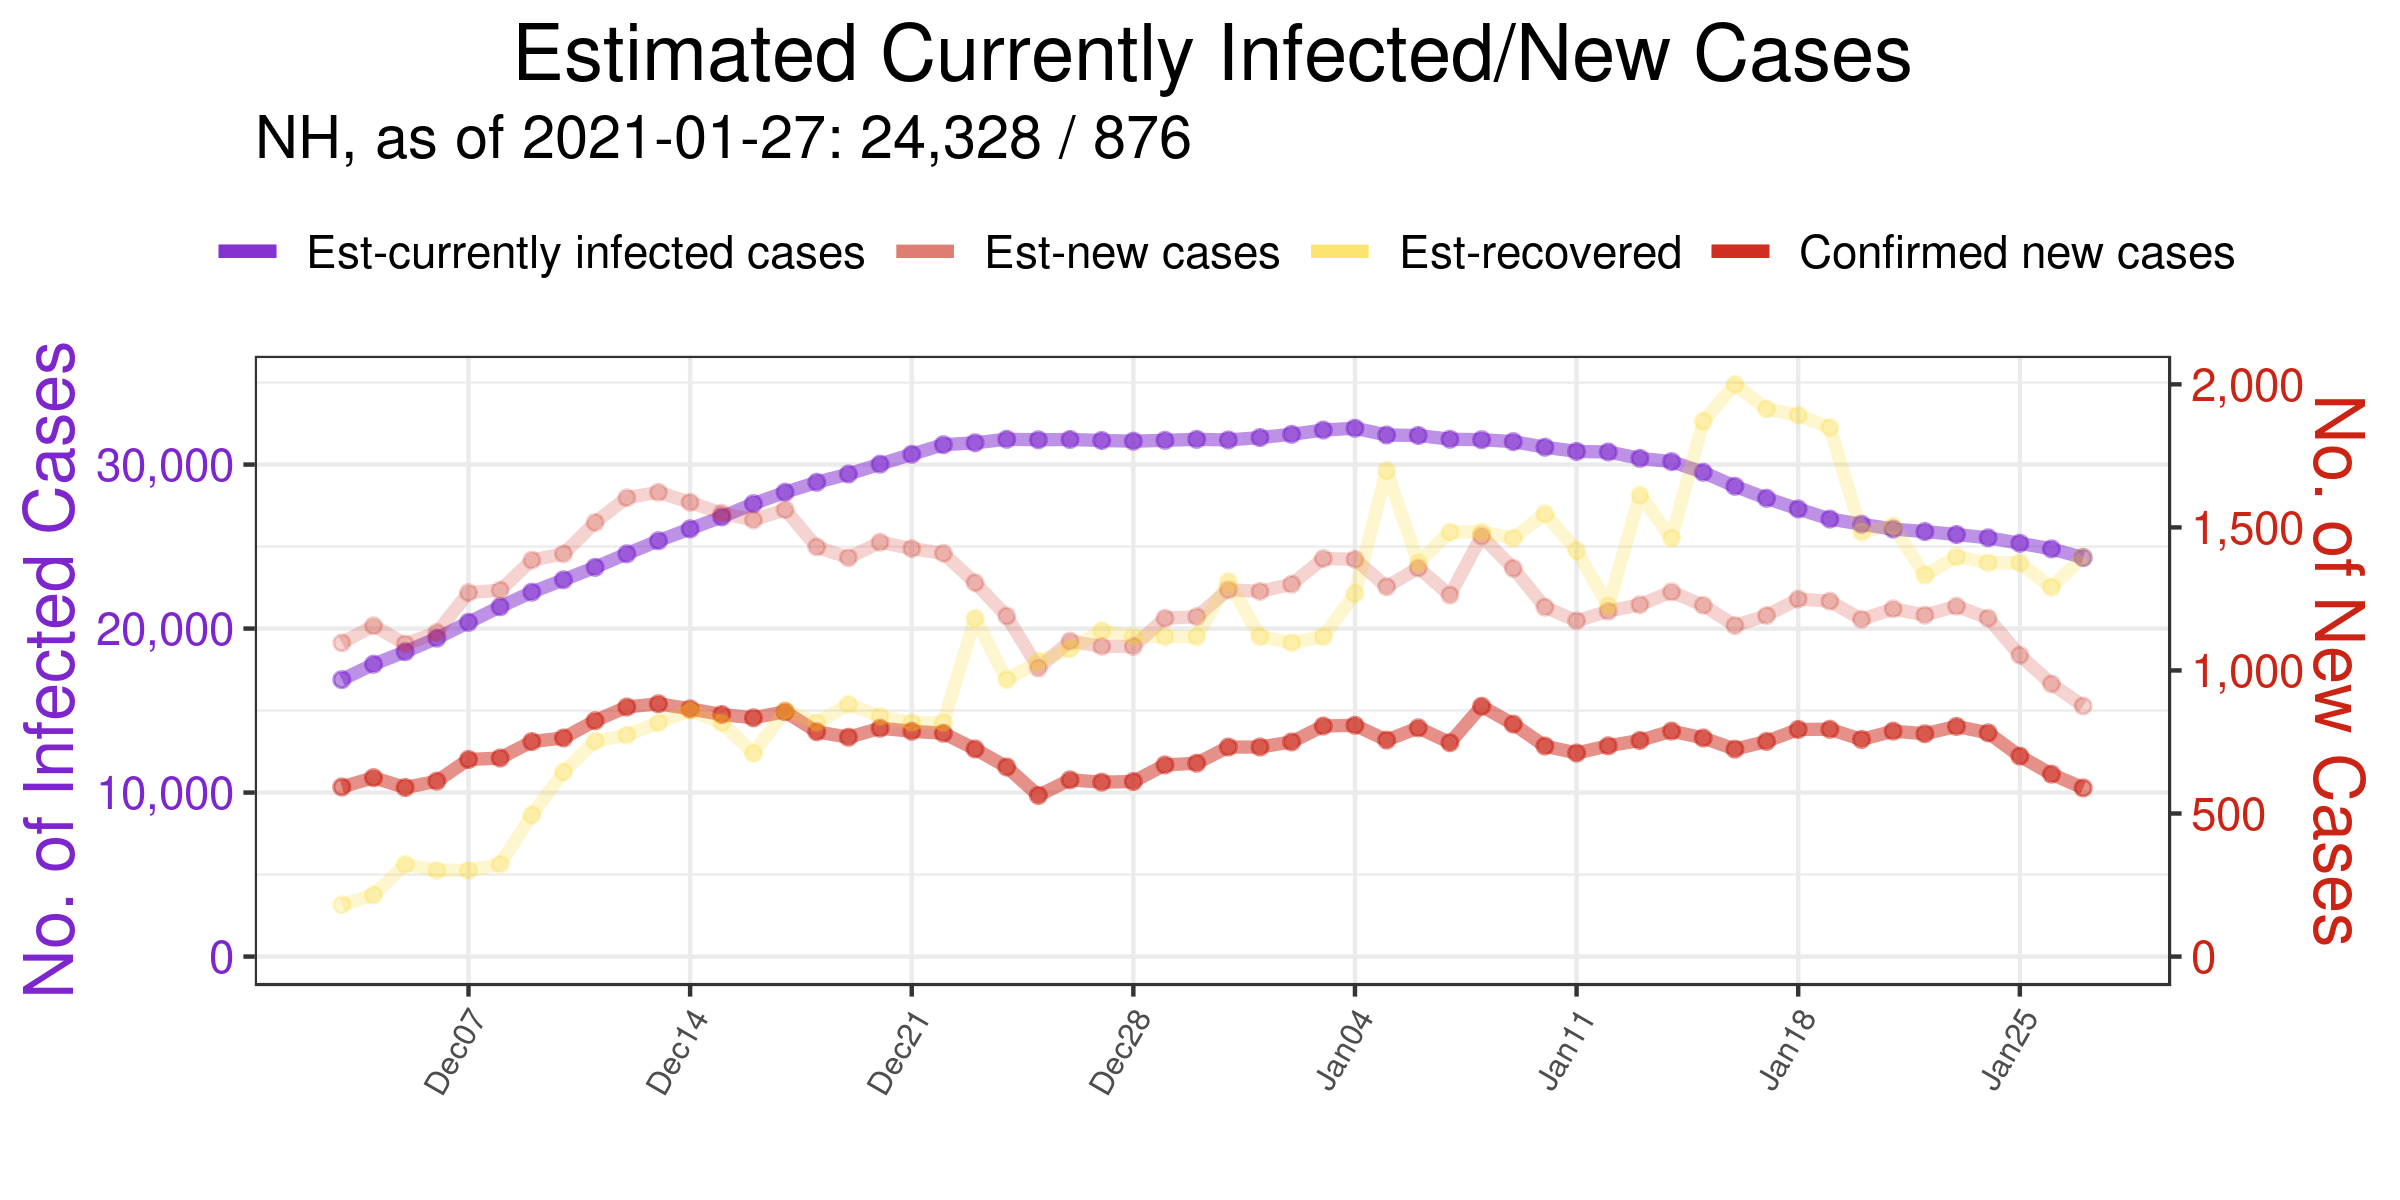 Estimated Currently Infected/New Cases
NH, as of 2021-01-27: 24,328 / 876
Est-currently infected cases Est-new cases Est-recovered Confirmed new cases
No. of Infected Cases
30,000
20,000
10,000
0
2,000
1,500
1,000
500
0
No. of New Cases
Dec07 Dec14 Dec21 Dec28 Jan04 Jan11 Jan18 Jan25